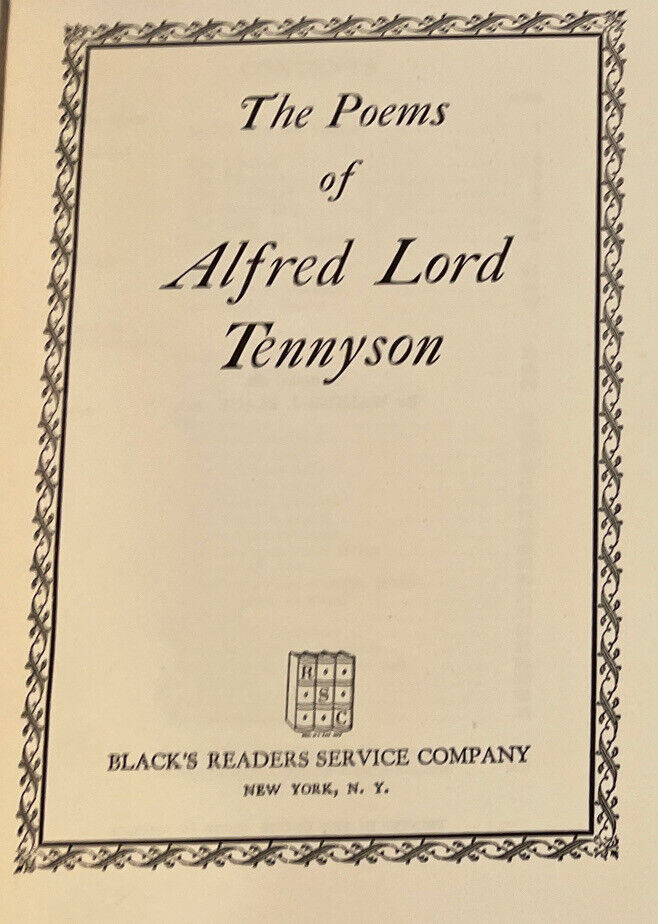 The Poems
of
Alfred Lord
Tennyson
R
S
C
BLACK'S READERS SERVICE COMPANY
NEW YORK, N. Y.